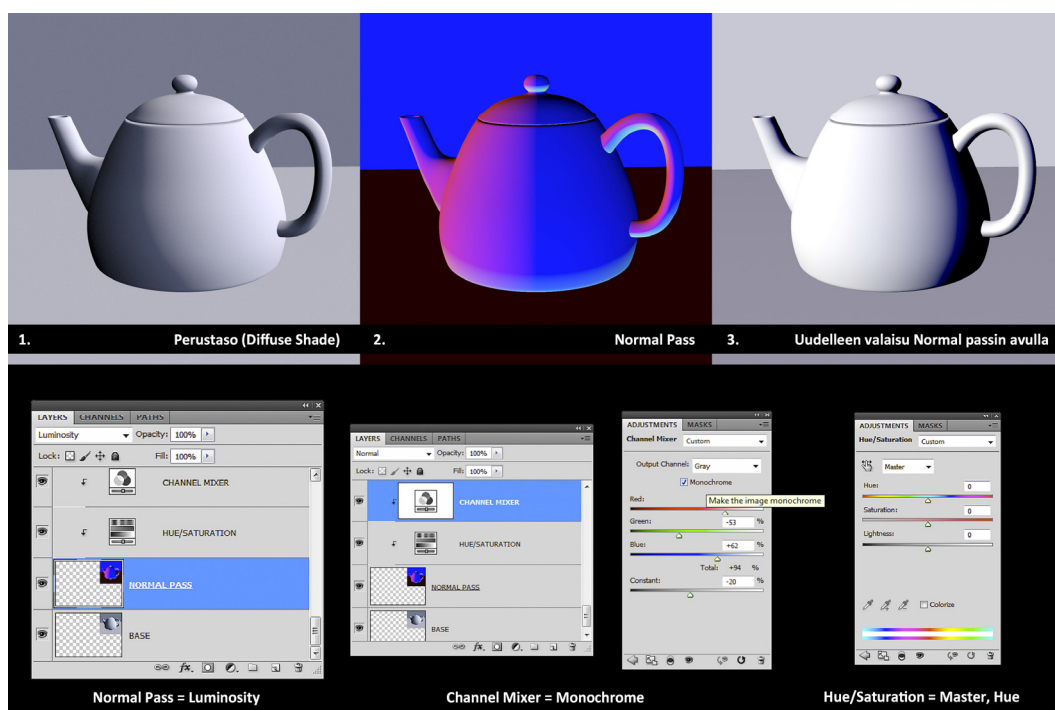 1.
Perustaso (Diffuse Shade)
2.
Normal Pass
3.
Uudelleen valaisu Normal passin avulla
LAYERS CHANNELS PATHS
Luminosity Opacity: 100%
Lock: Fill: 100%
CHANNEL MIXER
HUE/SATURATION
NORMAL PASS
BASE
Normal Pass = Luminosity
LAYERS CHANNELS PATHS
Normal Opacity: 100%
Lock: Fill: 100%
CHANNEL MIXER
HUE/SATURATION
NORMAL PASS
BASE
Channel Mixer = Monochrome
ADJUSTMENTS MASKS
Channel Mixer Custom
Output Channel: Gray
Monochrome
Red:
Make the image monochrome
Green: -53 %
Blue: +62 %
Total: +94 %
Constant: -20 %
ADJUSTMENTS MASKS
Hue/Saturation Custom
Master
Hue: 0
Saturation: 0
Lightness: 0
Colorize
Hue/Saturation = Master, Hue